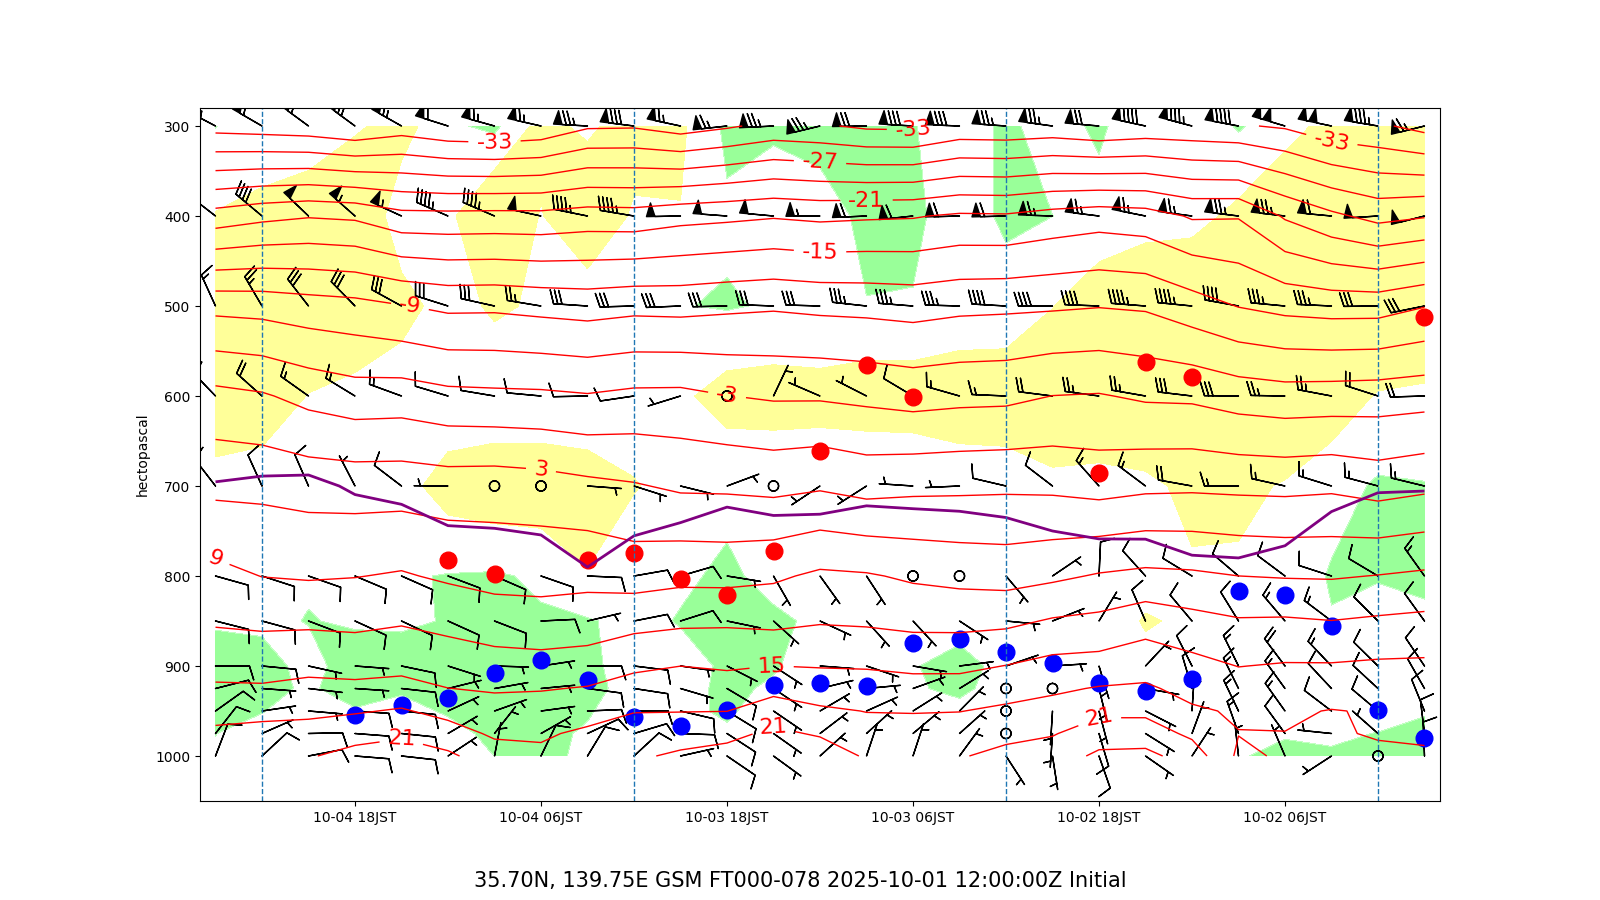 300
400
500
600
700
800
900
1000
hectopascal
-33
-33
-33
-27
-21
-15
-9
-3
3
9
15
21
21
21
10-04 18JST
10-04 06JST
10-03 18JST
10-03 06JST
10-02 18JST
10-02 06JST
35.70N, 139.75E GSM FT000-078 2025-10-01 12:00:00Z Initial